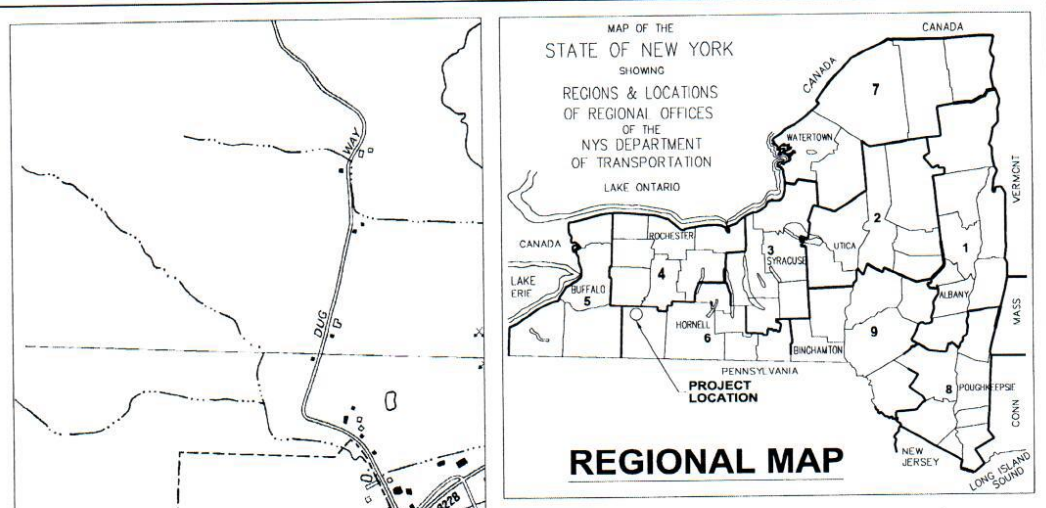 WAY
DUG
3228
MAP OF THE
STATE OF NEW YORK
SHOWING
REGIONS & LOCATIONS
OF REGIONAL OFFICES
OF THE
NYS DEPARTMENT
OF TRANSPORTATION
CANADA
CANADA
7
WATERTOWN
LAKE ONTARIO
VERMONT
2
1
CANADA
ROCHESTER
3
SYRACUSE
UTICA
4
LAKE
ERIE
BUFFALO
5
ALBANY
MASS
HORNELL
6
9
BINCHAMTON
PENNSYLVANIA
PROJECT
LOCATION
8
POUGHKEEPSIE
CONN
REGIONAL MAP
NEW
JERSEY
LONG ISLAND
SOUND